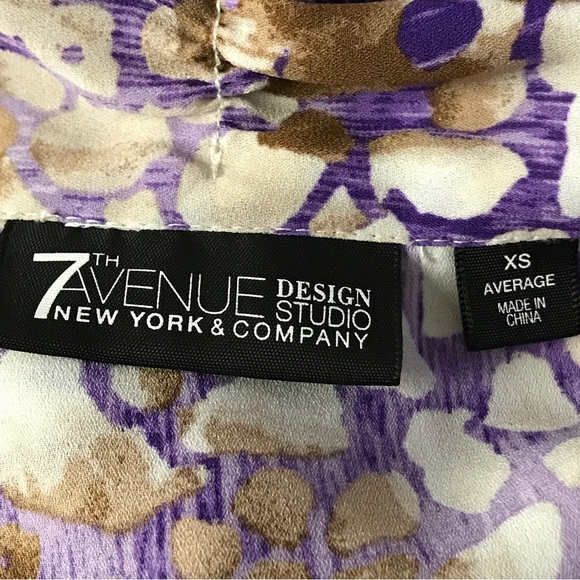 7TH AVENUE DESIGN STUDIO
NEW YORK & COMPANY
XS
AVERAGE
MADE IN
CHINA